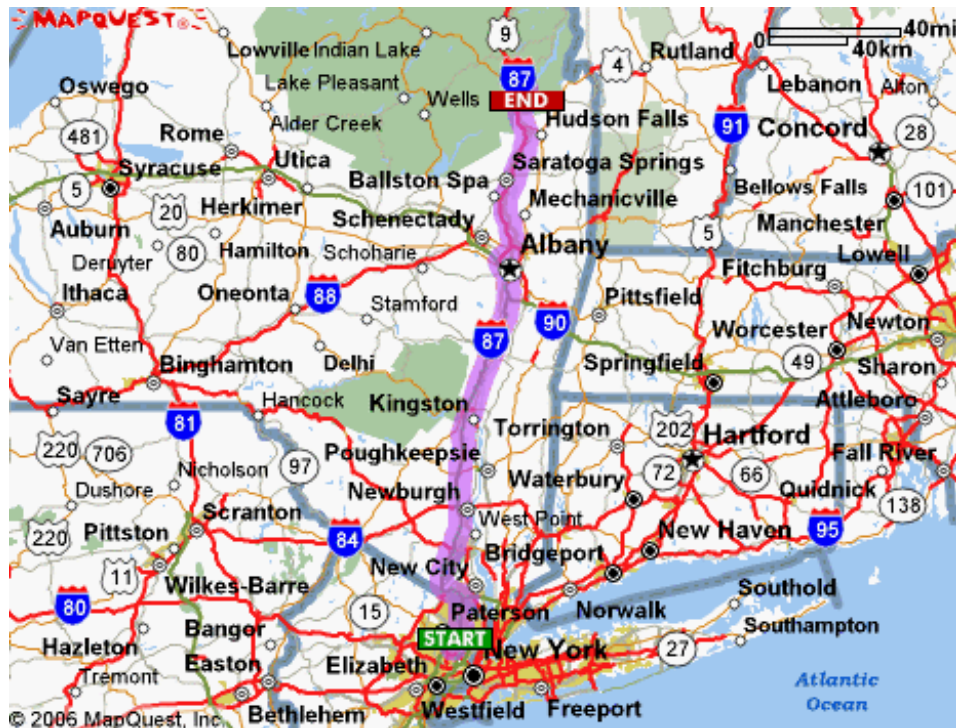 MAPQUEST®
9
40mi
0
40km
Lowville
Indian Lake
87
4
Rutland
Lebanon
Alton
Oswego
Lake Pleasant
Wells
END
481
Rome
Alder Creek
Hudson Falls
91
Concord
28
Syracuse
Utica
Saratoga Springs
5
Ballston Spa
Bellows Falls
101
20
Herkimer
Mechanicville
Auburn
Schenectady
Manchester
80
Hamilton
Schoharie
Albany
5
Lowell
Deruyter
Fitchburg
Ithaca
Oneonta
88
Stamford
90
Pittsfield
Worcester
Newton
Van Etten
87
Binghamton
Delhi
Springfield
49
Sharon
Sayre
Hancock
Kingston
Attleboro
81
Torrington
202
Hartford
220
706
97
Poughkeepsie
Fall River
Nicholson
Waterbury
72
66
Dushore
Newburgh
Quidnick
138
Scranton
West Point
220
Pittston
84
New Haven
95
Bridgeport
11
New City
Wilkes-Barre
Southold
80
15
Paterson
Norwalk
Hazleton
Bangor
START
Southampton
New York
27
Easton
Elizabeth
Tremont
Atlantic
Ocean
Bethlehem
Westfield
Freeport
© 2006 MapQuest, Inc.